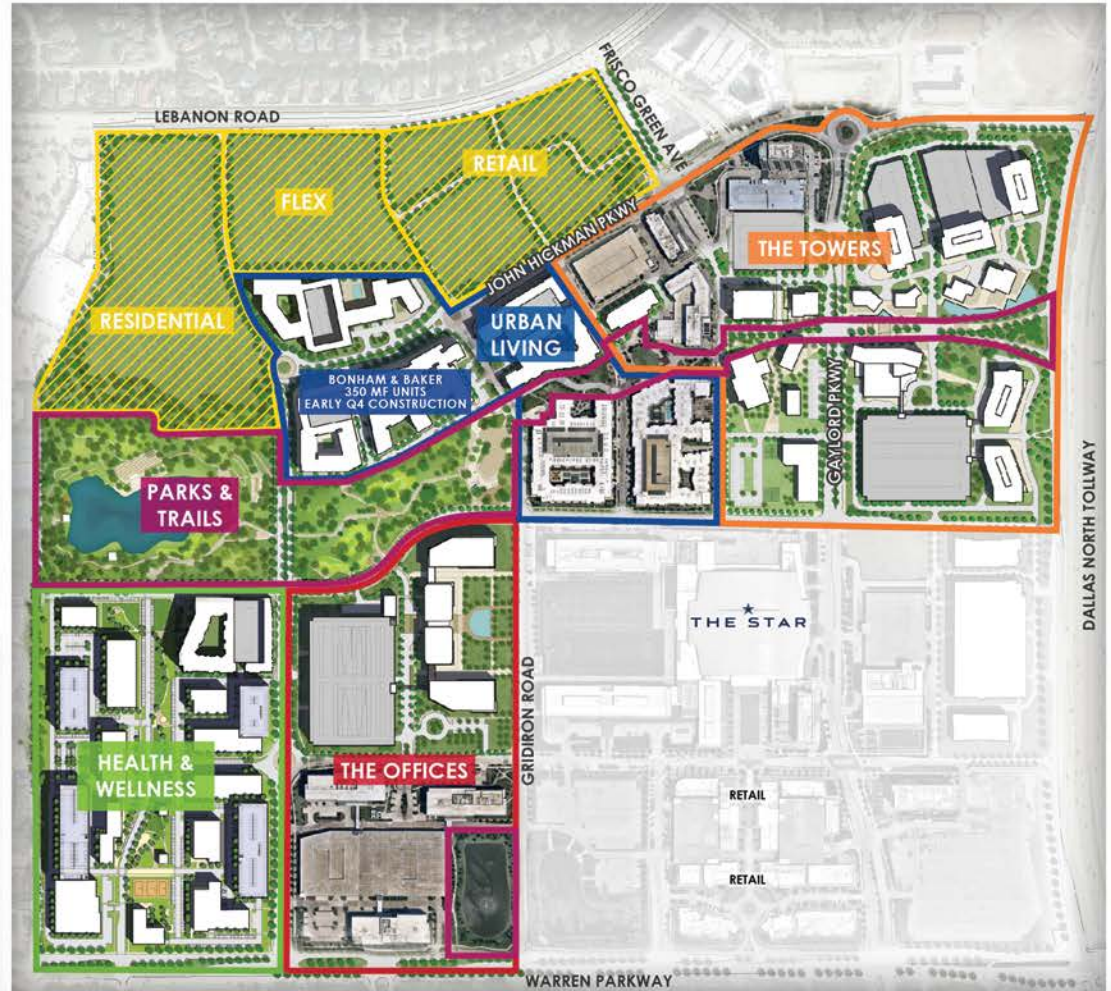 FRISCO GREEN AVE
LEBANON ROAD
RETAIL
FLEX
JOHN HICKMAN PKWY
THE TOWERS
RESIDENTIAL
URBAN
LIVING
BONHAM & BAKER
350 MF UNITS
EARLY Q4 CONSTRUCTION
GAYLORD PKWY
PARKS &
TRAILS
DALLAS NORTH TOLLWAY
THE STAR
GRIDIRON ROAD
HEALTH &
WELLNESS
THE OFFICES
RETAIL
RETAIL
WARREN PARKWAY